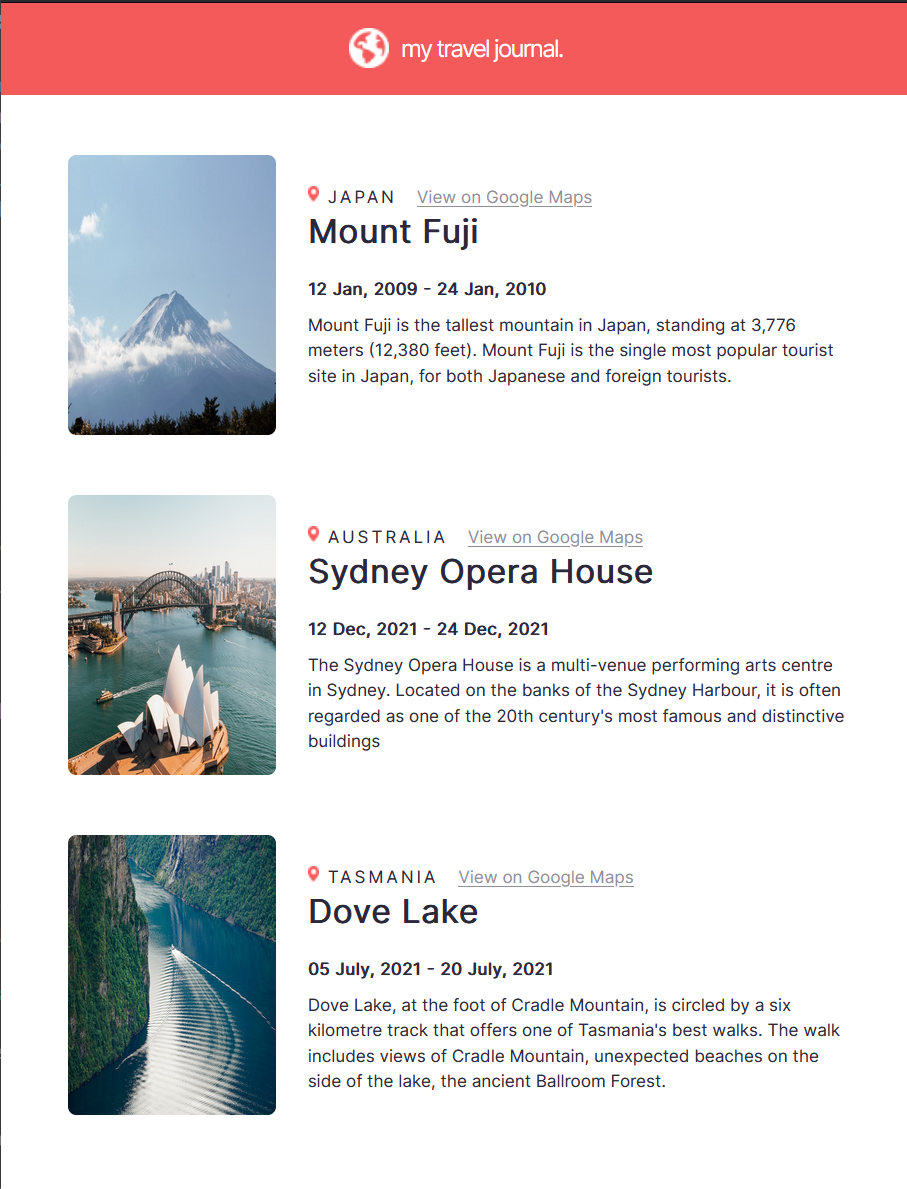 my travel journal.
JAPAN View on Google Maps
Mount Fuji
12 Jan, 2009 - 24 Jan, 2010
Mount Fuji is the tallest mountain in Japan, standing at 3,776
meters (12,380 feet). Mount Fuji is the single most popular tourist
site in Japan, for both Japanese and foreign tourists.
AUSTRALIA View on Google Maps
Sydney Opera House
12 Dec, 2021 - 24 Dec, 2021
The Sydney Opera House is a multi-venue performing arts centre
in Sydney. Located on the banks of the Sydney Harbour, it is often
regarded as one of the 20th century's most famous and distinctive
buildings
TASMANIA View on Google Maps
Dove Lake
05 July, 2021 - 20 July, 2021
Dove Lake, at the foot of Cradle Mountain, is circled by a six
kilometre track that offers one of Tasmania's best walks. The walk
includes views of Cradle Mountain, unexpected beaches on the
side of the lake, the ancient Ballroom Forest.